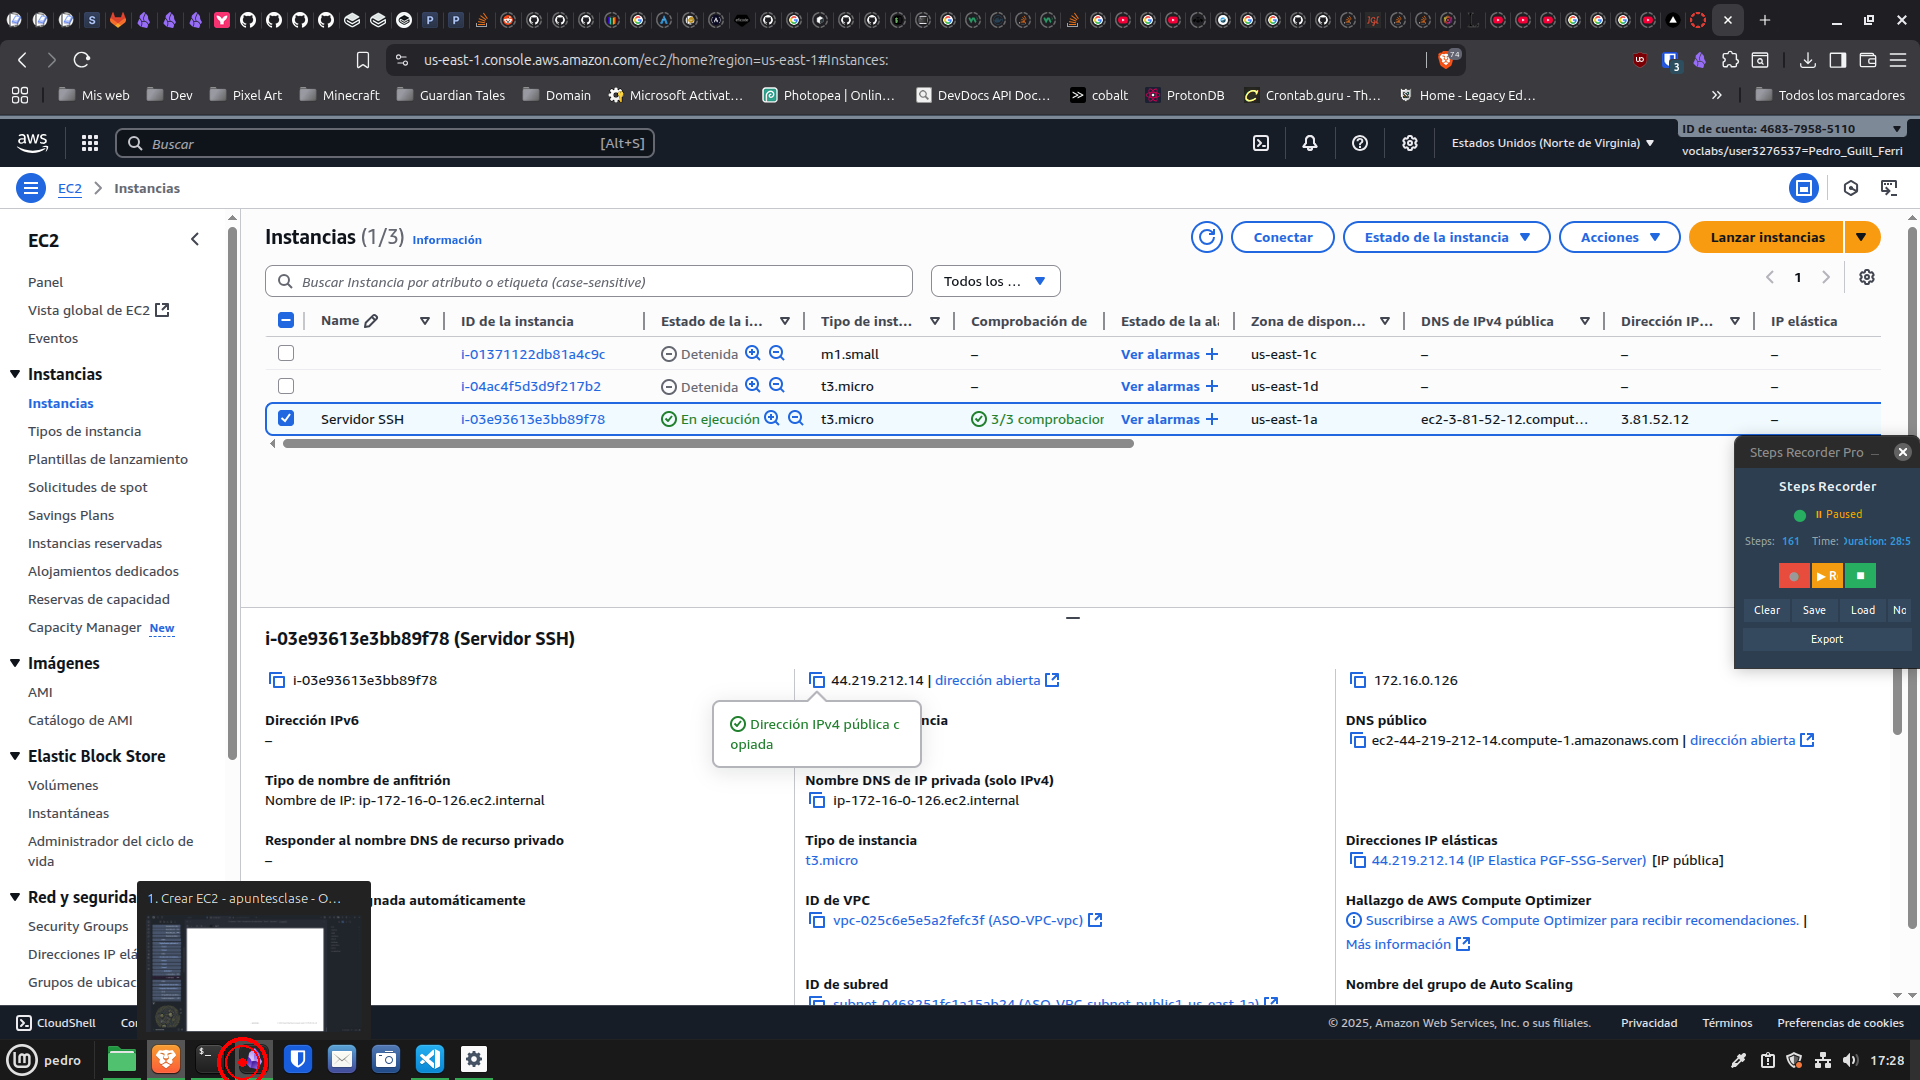 us-east-1.console.aws.amazon.com/ec2/home?region=us-east-1#Instances:
74
3
Mis web
Dev
Pixel Art
Minecraft
Guardian Tales
Domain
Microsoft Activat...
Photopea | Onlin...
DevDocs API Doc...
cobalt
ProtonDB
Crontab.guru - Th...
Home - Legacy Ed...
Todos los marcadores
aws
Buscar
[Alt+S]
Estados Unidos (Norte de Virginia)
ID de cuenta: 4683-7958-5110
voclabs/user3276537=Pedro_Guill_Ferri
EC2
Instancias
EC2
Panel
Vista global de EC2
Eventos
Instancias
Instancias
Tipos de instancia
Plantillas de lanzamiento
Solicitudes de spot
Savings Plans
Instancias reservadas
Alojamientos dedicados
Reservas de capacidad
Capacity Manager New
Imágenes
AMI
Catálogo de AMI
Elastic Block Store
Volúmenes
Instantáneas
Administrador del ciclo de
vida
Red y segurida
Security Groups
Direcciones IP elá
Grupos de ubicac
Instancias (1/3) Información
Conectar
Estado de la instancia
Acciones
Lanzar instancias
Buscar Instancia por atributo o etiqueta (case-sensitive)
Todos los ...
1
Name
ID de la instancia
Estado de la i...
Tipo de inst...
Comprobación de
Estado de la ala
Zona de dispon...
DNS de IPv4 pública
Dirección IP...
IP elástica
i-01371122db81a4c9c Detenida m1.small – Ver alarmas + us-east-1c – – –
i-04ac4f5d3d9f217b2 Detenida t3.micro – Ver alarmas + us-east-1d – – –
Servidor SSH i-03e93613e3bb89f78 En ejecución t3.micro 3/3 comprobacior Ver alarmas + us-east-1a ec2-3-81-52-12.comput... 3.81.52.12 –
Steps Recorder Pro
Steps Recorder
Paused
Steps: 161 Time: Duration: 28:5
R
Clear
Save
Load
No
Export
i-03e93613e3bb89f78 (Servidor SSH)
i-03e93613e3bb89f78
44.219.212.14 | dirección abierta
172.16.0.126
Dirección IPv4 pública c
opiada
Dirección IPv6
–
ncia
DNS público
ec2-44-219-212-14.compute-1.amazonaws.com | dirección abierta
Tipo de nombre de anfitrión
Nombre de IP: ip-172-16-0-126.ec2.internal
Nombre DNS de IP privada (solo IPv4)
ip-172-16-0-126.ec2.internal
Responder al nombre DNS de recurso privado
–
Tipo de instancia
t3.micro
Direcciones IP elásticas
44.219.212.14 (IP Elastica PGF-SSG-Server) [IP pública]
gnada automáticamente
ID de VPC
vpc-025c6e5e5a2fefc3f (ASO-VPC-vpc)
Hallazgo de AWS Compute Optimizer
Suscribirse a AWS Compute Optimizer para recibir recomendaciones. |
Más información
ID de subred
subnet-0468251fc1a15ab24 (ASO-VPC-subnet-public1-us-east-1a)
Nombre del grupo de Auto Scaling
1. Crear EC2 - apuntesclase - O...
CloudShell
Co
© 2025, Amazon Web Services, Inc. o sus filiales.
Privacidad
Términos
Preferencias de cookies
pedro
17:28